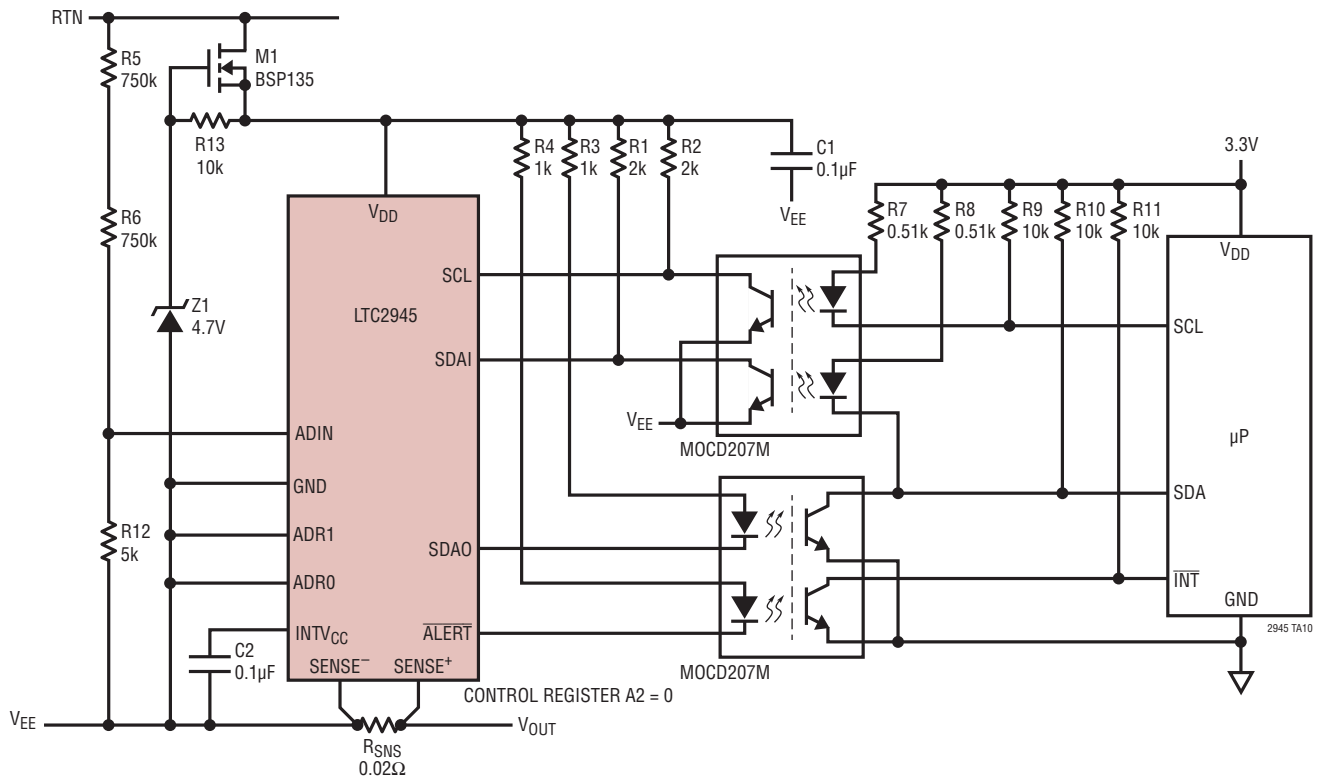 RTN
R5
750k
M1
BSP135
R13
10k
R4
1k
R3
1k
R1
2k
R2
2k
C1
0.1µF
VEE
3.3V
R7
0.51k
R8
0.51k
R9
10k
R10
10k
R11
10k
R6
750k
VDD
VDD
Z1
4.7V
LTC2945
SCL
SCL
SDAI
VEE
MOCD207M
µP
ADIN
GND
SDA
R12
5k
ADR1
SDAO
ADR0
INT
GND
2945 TA10
INTVCC
ALERT
C2
0.1µF
SENSE−
SENSE+
MOCD207M
CONTROL REGISTER A2 = 0
VEE
VOUT
RSNS
0.02Ω